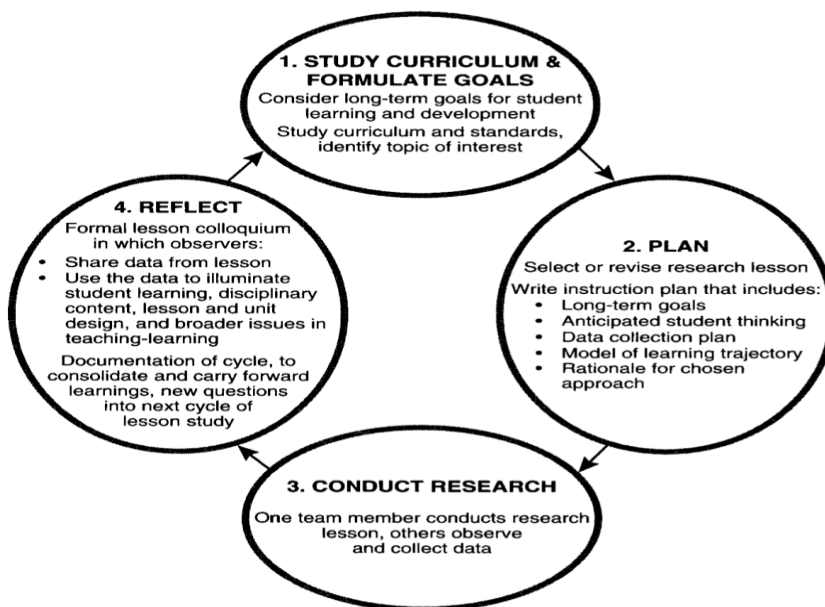 1. STUDY CURRICULUM &
FORMULATE GOALS
Consider long-term goals for student
learning and development
Study curriculum and standards,
identify topic of interest
2. PLAN
Select or revise research lesson
Write instruction plan that includes:
• Long-term goals
• Anticipated student thinking
• Data collection plan
• Model of learning trajectory
• Rationale for chosen
approach
3. CONDUCT RESEARCH
One team member conducts research
lesson, others observe
and collect data
4. REFLECT
Formal lesson colloquium
in which observers:
• Share data from lesson
• Use the data to illuminate
student learning, disciplinary
content, lesson and unit
design, and broader issues in
teaching-learning
Documentation of cycle, to
consolidate and carry forward
learnings, new questions
into next cycle of
lesson study